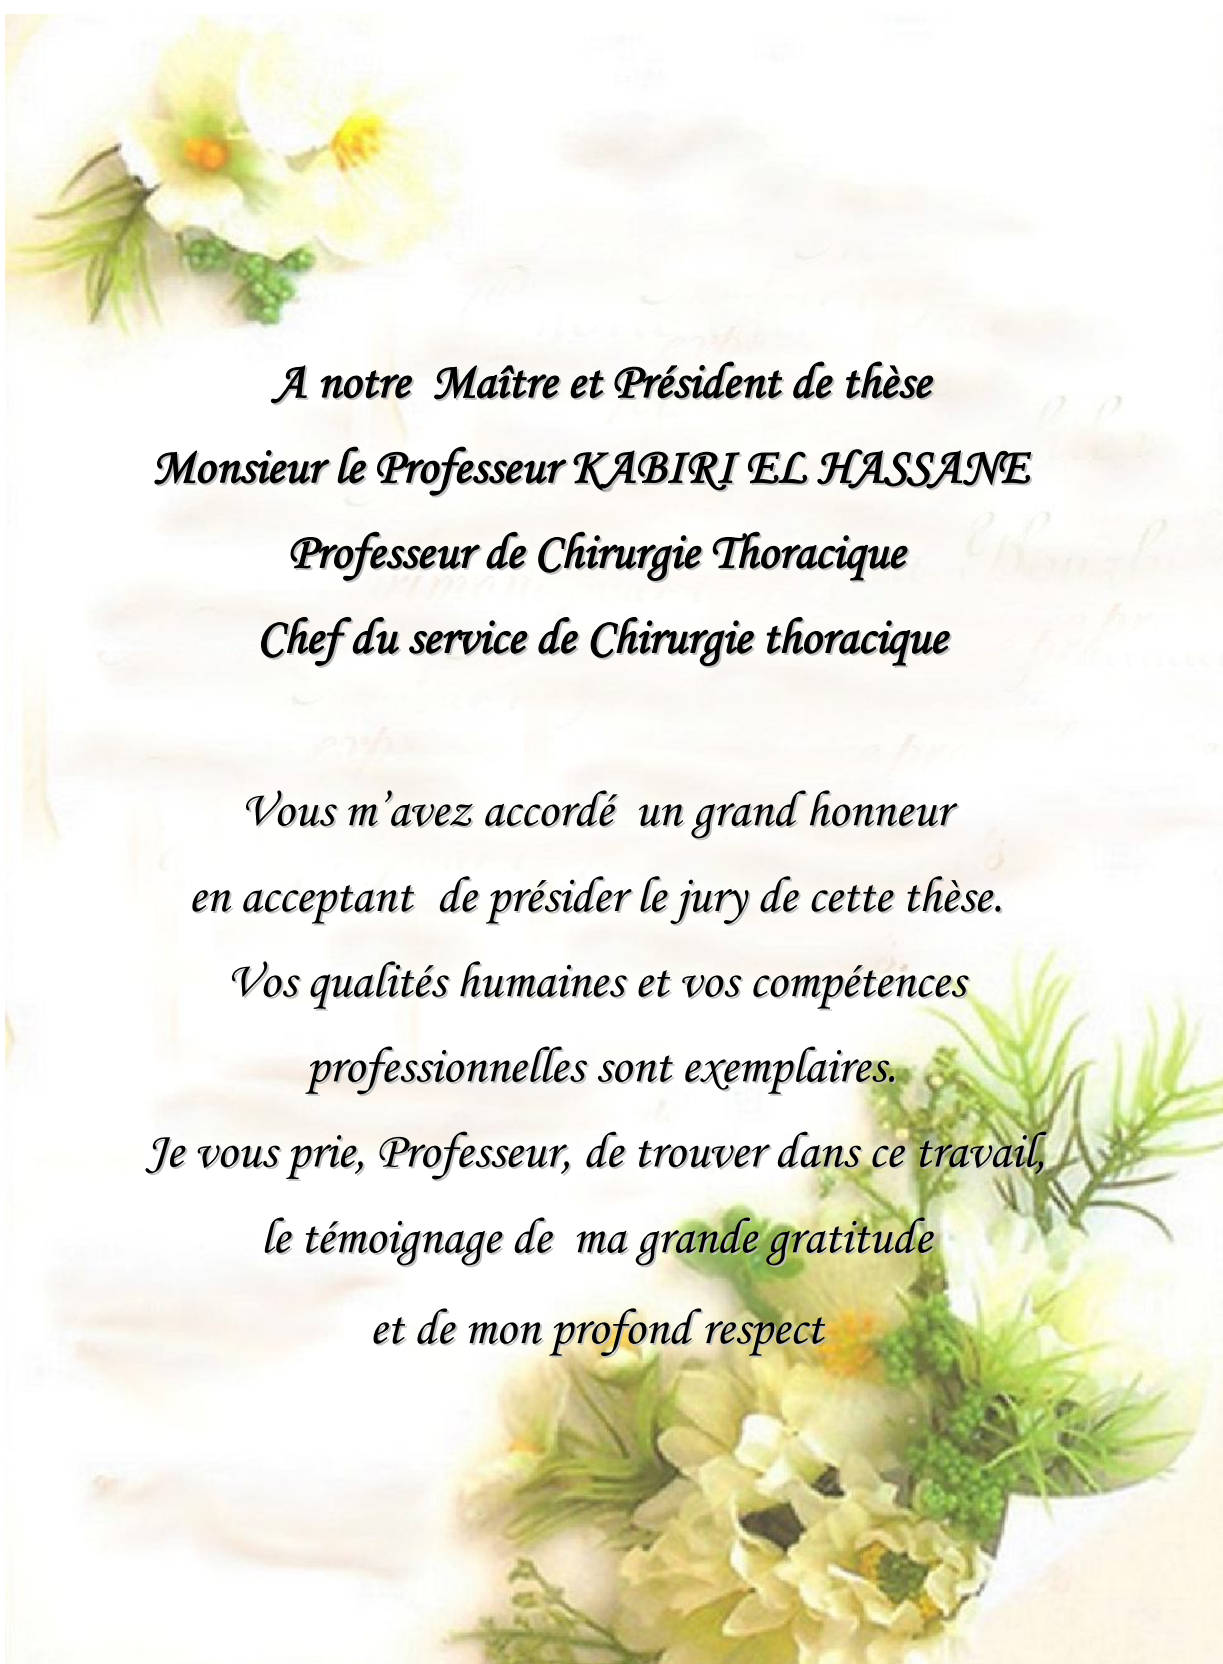 A notre Maître et Président de thèse
Monsieur le Professeur KABIRI EL HASSANE
Professeur de Chirurgie Thoracique
Chef du service de Chirurgie thoracique
Vous m’avez accordé un grand honneur
en acceptant de présider le jury de cette thèse.
Vos qualités humaines et vos compétences
professionnelles sont exemplaires.
Je vous prie, Professeur, de trouver dans ce travail,
le témoignage de ma grande gratitude
et de mon profond respect